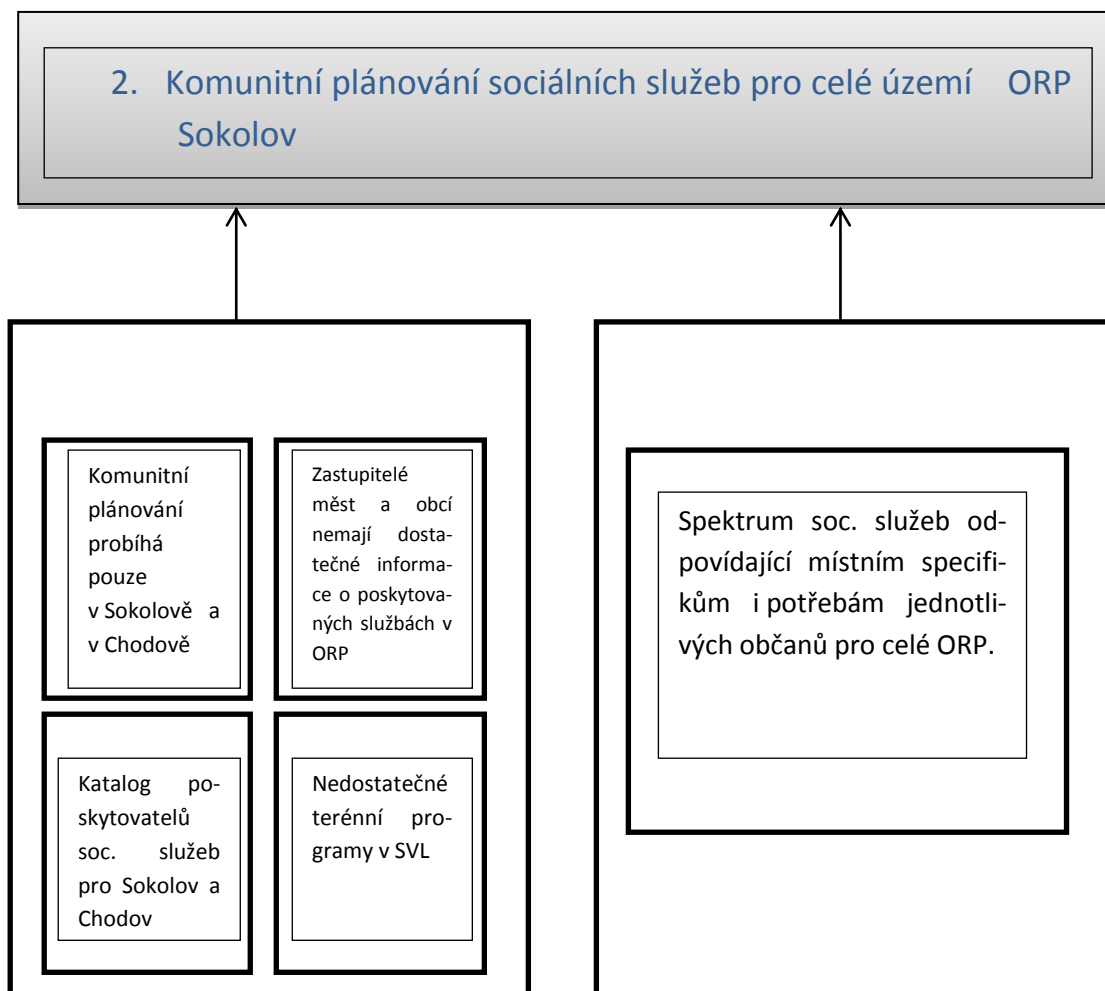 2. Komunitní plánování sociálních služeb pro celé území ORP
Sokolov
Komunitní
plánování
probíhá
pouze
v Sokolově a
v Chodově
Zastupitelé
měst a obcí
nemají dosta-
tečné informa-
ce o poskytova-
ných službách v
ORP
Katalog po-
skytovatelů
soc. služeb
pro Sokolov a
Chodov
Nedostatečné
terénní pro-
gramy v SVL
Spektrum soc. služeb od-
povídající místním specifi-
kům i potřebám jednotli-
vých občanů pro celé ORP.